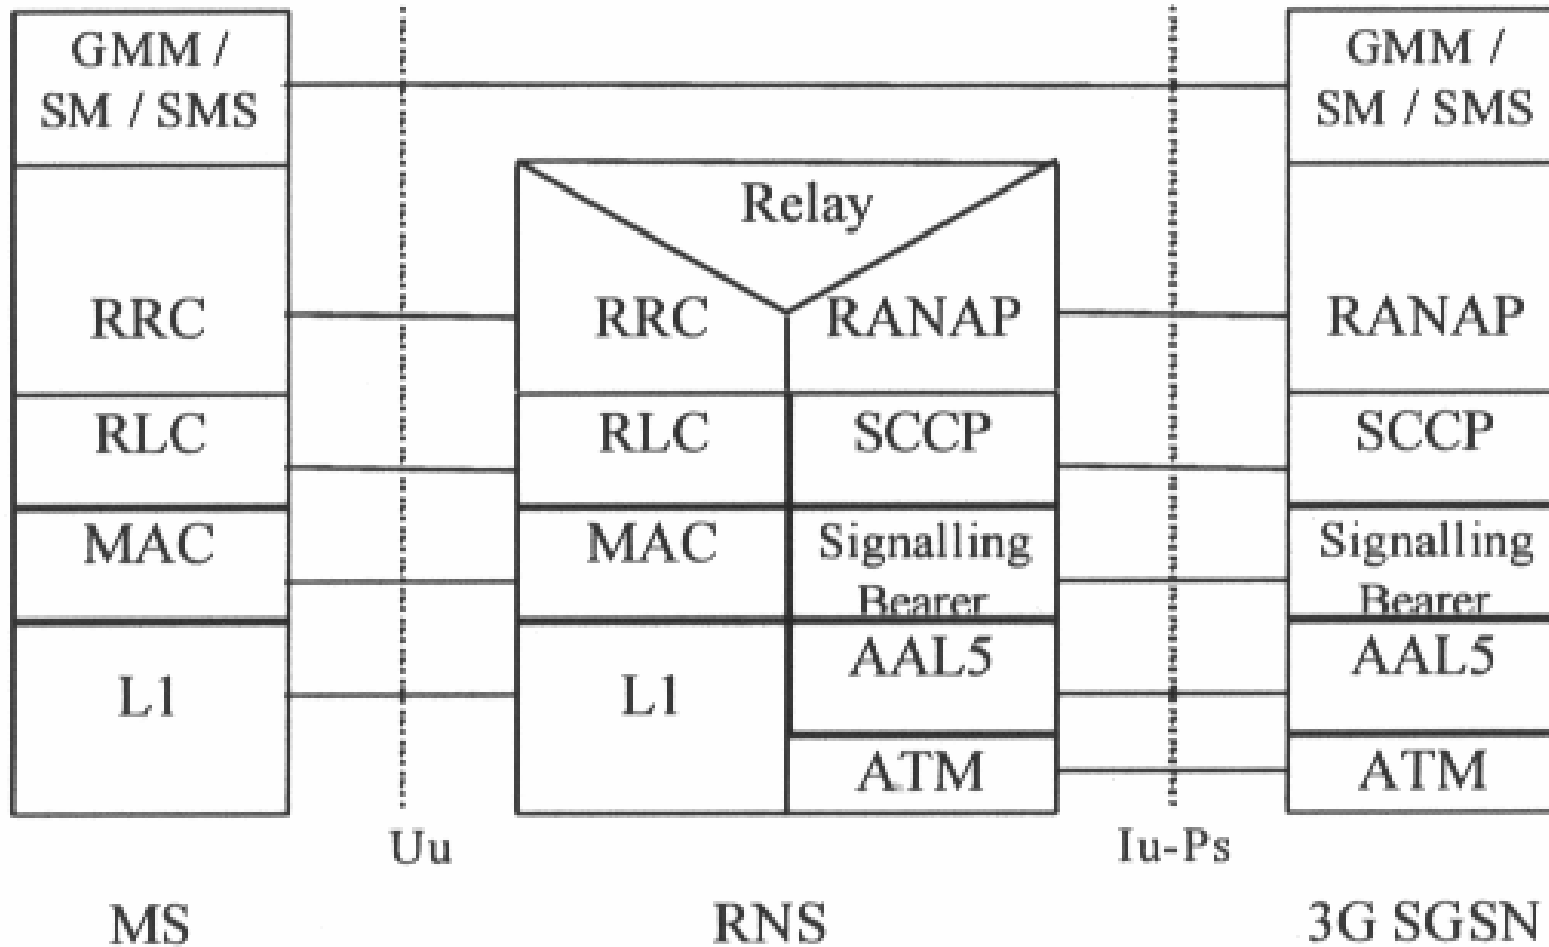 GMM /
SM / SMS
GMM /
SM / SMS
Relay
RRC
RRC
RANAP
RANAP
RLC
RLC
SCCP
SCCP
MAC
MAC
Signalling
Bearer
Signalling
Bearer
L1
L1
AAL5
AAL5
ATM
ATM
Uu
Iu-Ps
MS
RNS
3G SGSN